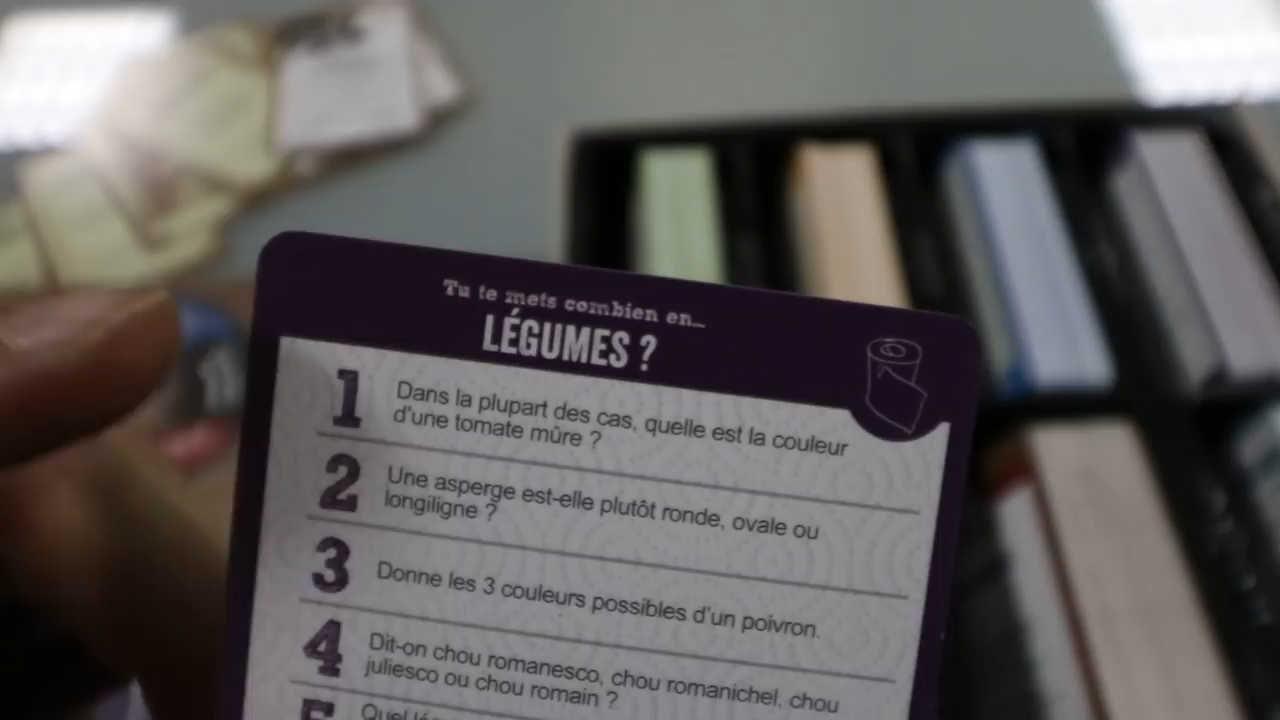 Tu te mets combien en...
LÉGUMES ?
1 Dans la plupart des cas, quelle est la couleur
d'une tomate mûre ?
2 Une asperge est-elle plutôt ronde, ovale ou
longiligne ?
3 Donne les 3 couleurs possibles d'un poivron.
4 Dit-on chou romanesco, chou romanichel, chou
juliesco ou chou romain ?
5 Quel